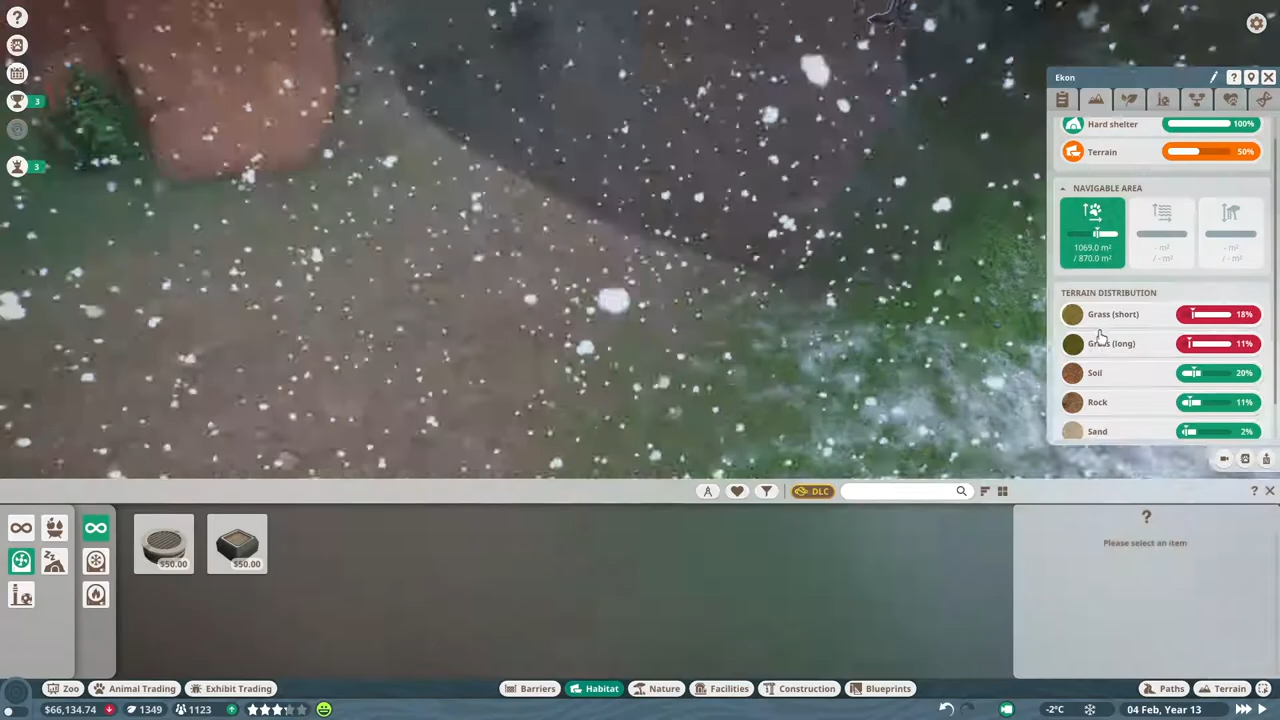 ?
3
3
Ekon
?
Hard shelter 100%
Terrain 50%
NAVIGABLE AREA
1069.0 m²
/ 870.0 m²
- m²
/ - m²
- m²
/ - m²
TERRAIN DISTRIBUTION
Grass (short) 18%
Grass (long) 11%
Soil 20%
Rock 11%
Sand 2%
DLC
?
$50.00
$50.00
?
Please select an item
Zoo Animal Trading Exhibit Trading Barriers Habitat Nature Facilities Construction Blueprints Paths Terrain
$66,134.74 1349 1123 -2°C 04 Feb, Year 13